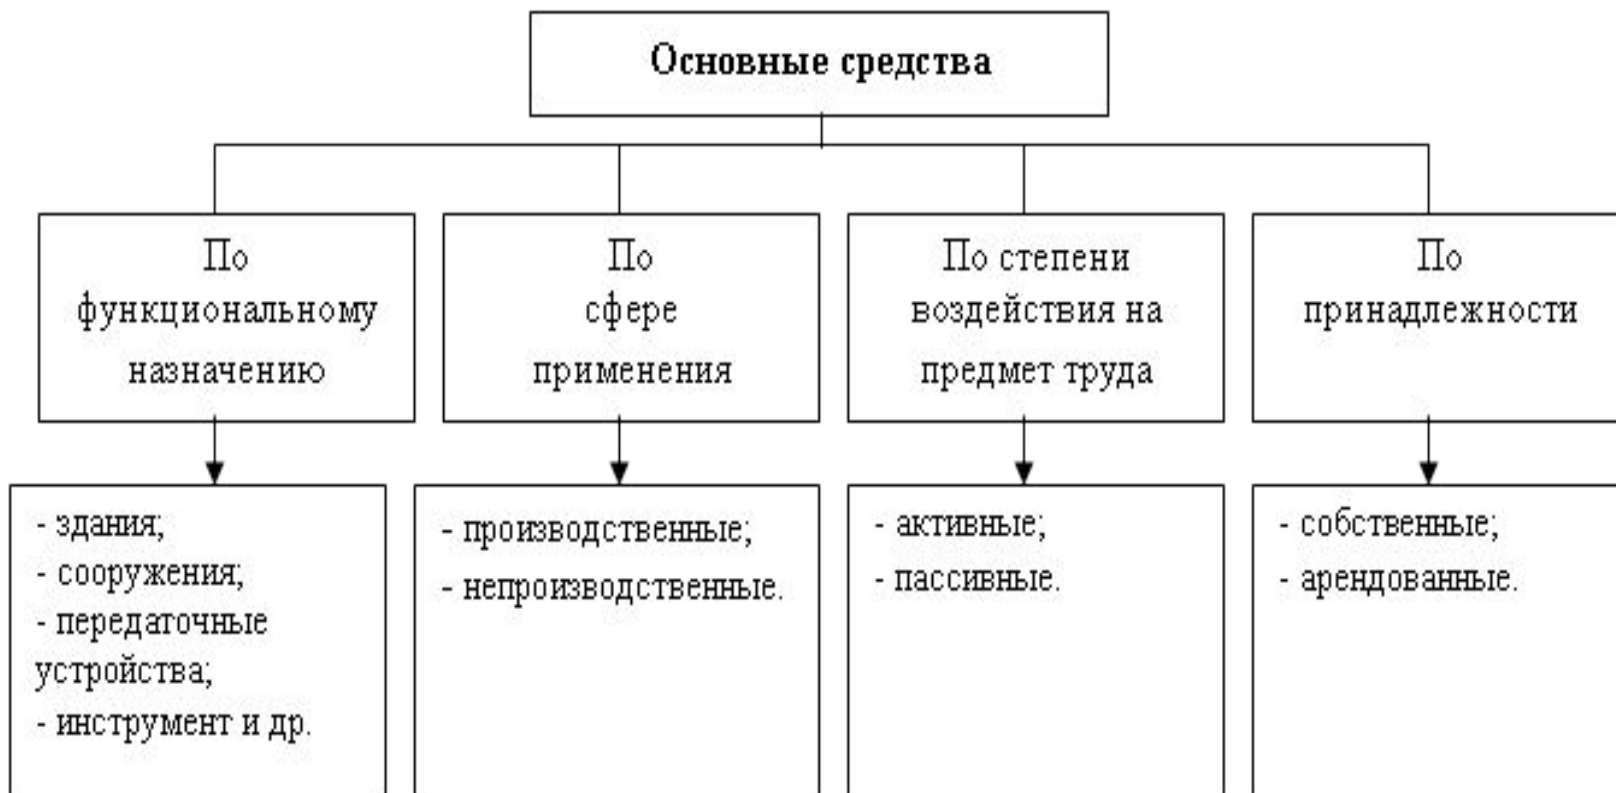 Основные средства
По
функциональному
назначению
По
сфере
применения
По степени
воздействия на
предмет труда
По
принадлежности
- здания;
- сооружения;
- передаточные
устройства;
- инструмент и др.
- производственные;
- непроизводственные.
- активные;
- пассивные.
- собственные;
- арендованные.